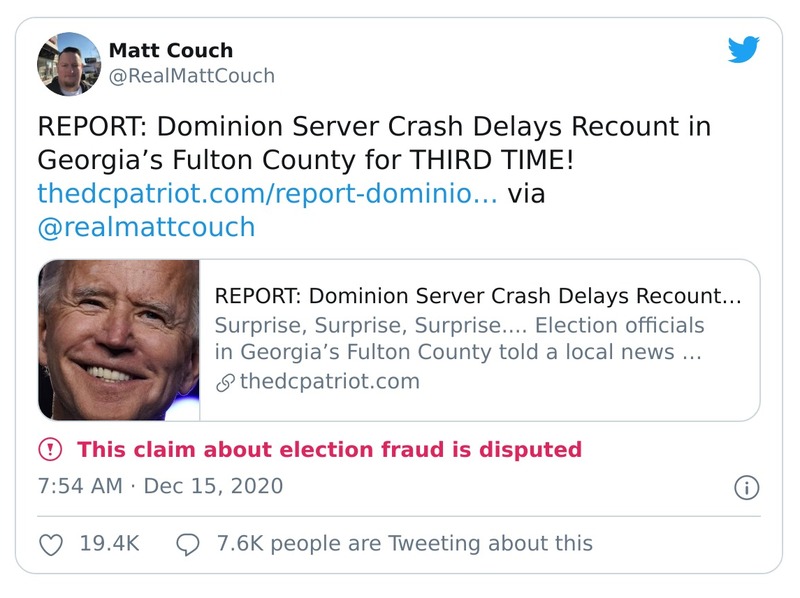 Matt Couch
@RealMattCouch
REPORT: Dominion Server Crash Delays Recount in
Georgia’s Fulton County for THIRD TIME!
thedcpatriot.com/report-dominio… via
@realmattcouch
REPORT: Dominion Server Crash Delays Recount…
Surprise, Surprise, Surprise…. Election officials
in Georgia’s Fulton County told a local news …
thedcpatriot.com
This claim about election fraud is disputed
7:54 AM · Dec 15, 2020
19.4K 7.6K people are Tweeting about this